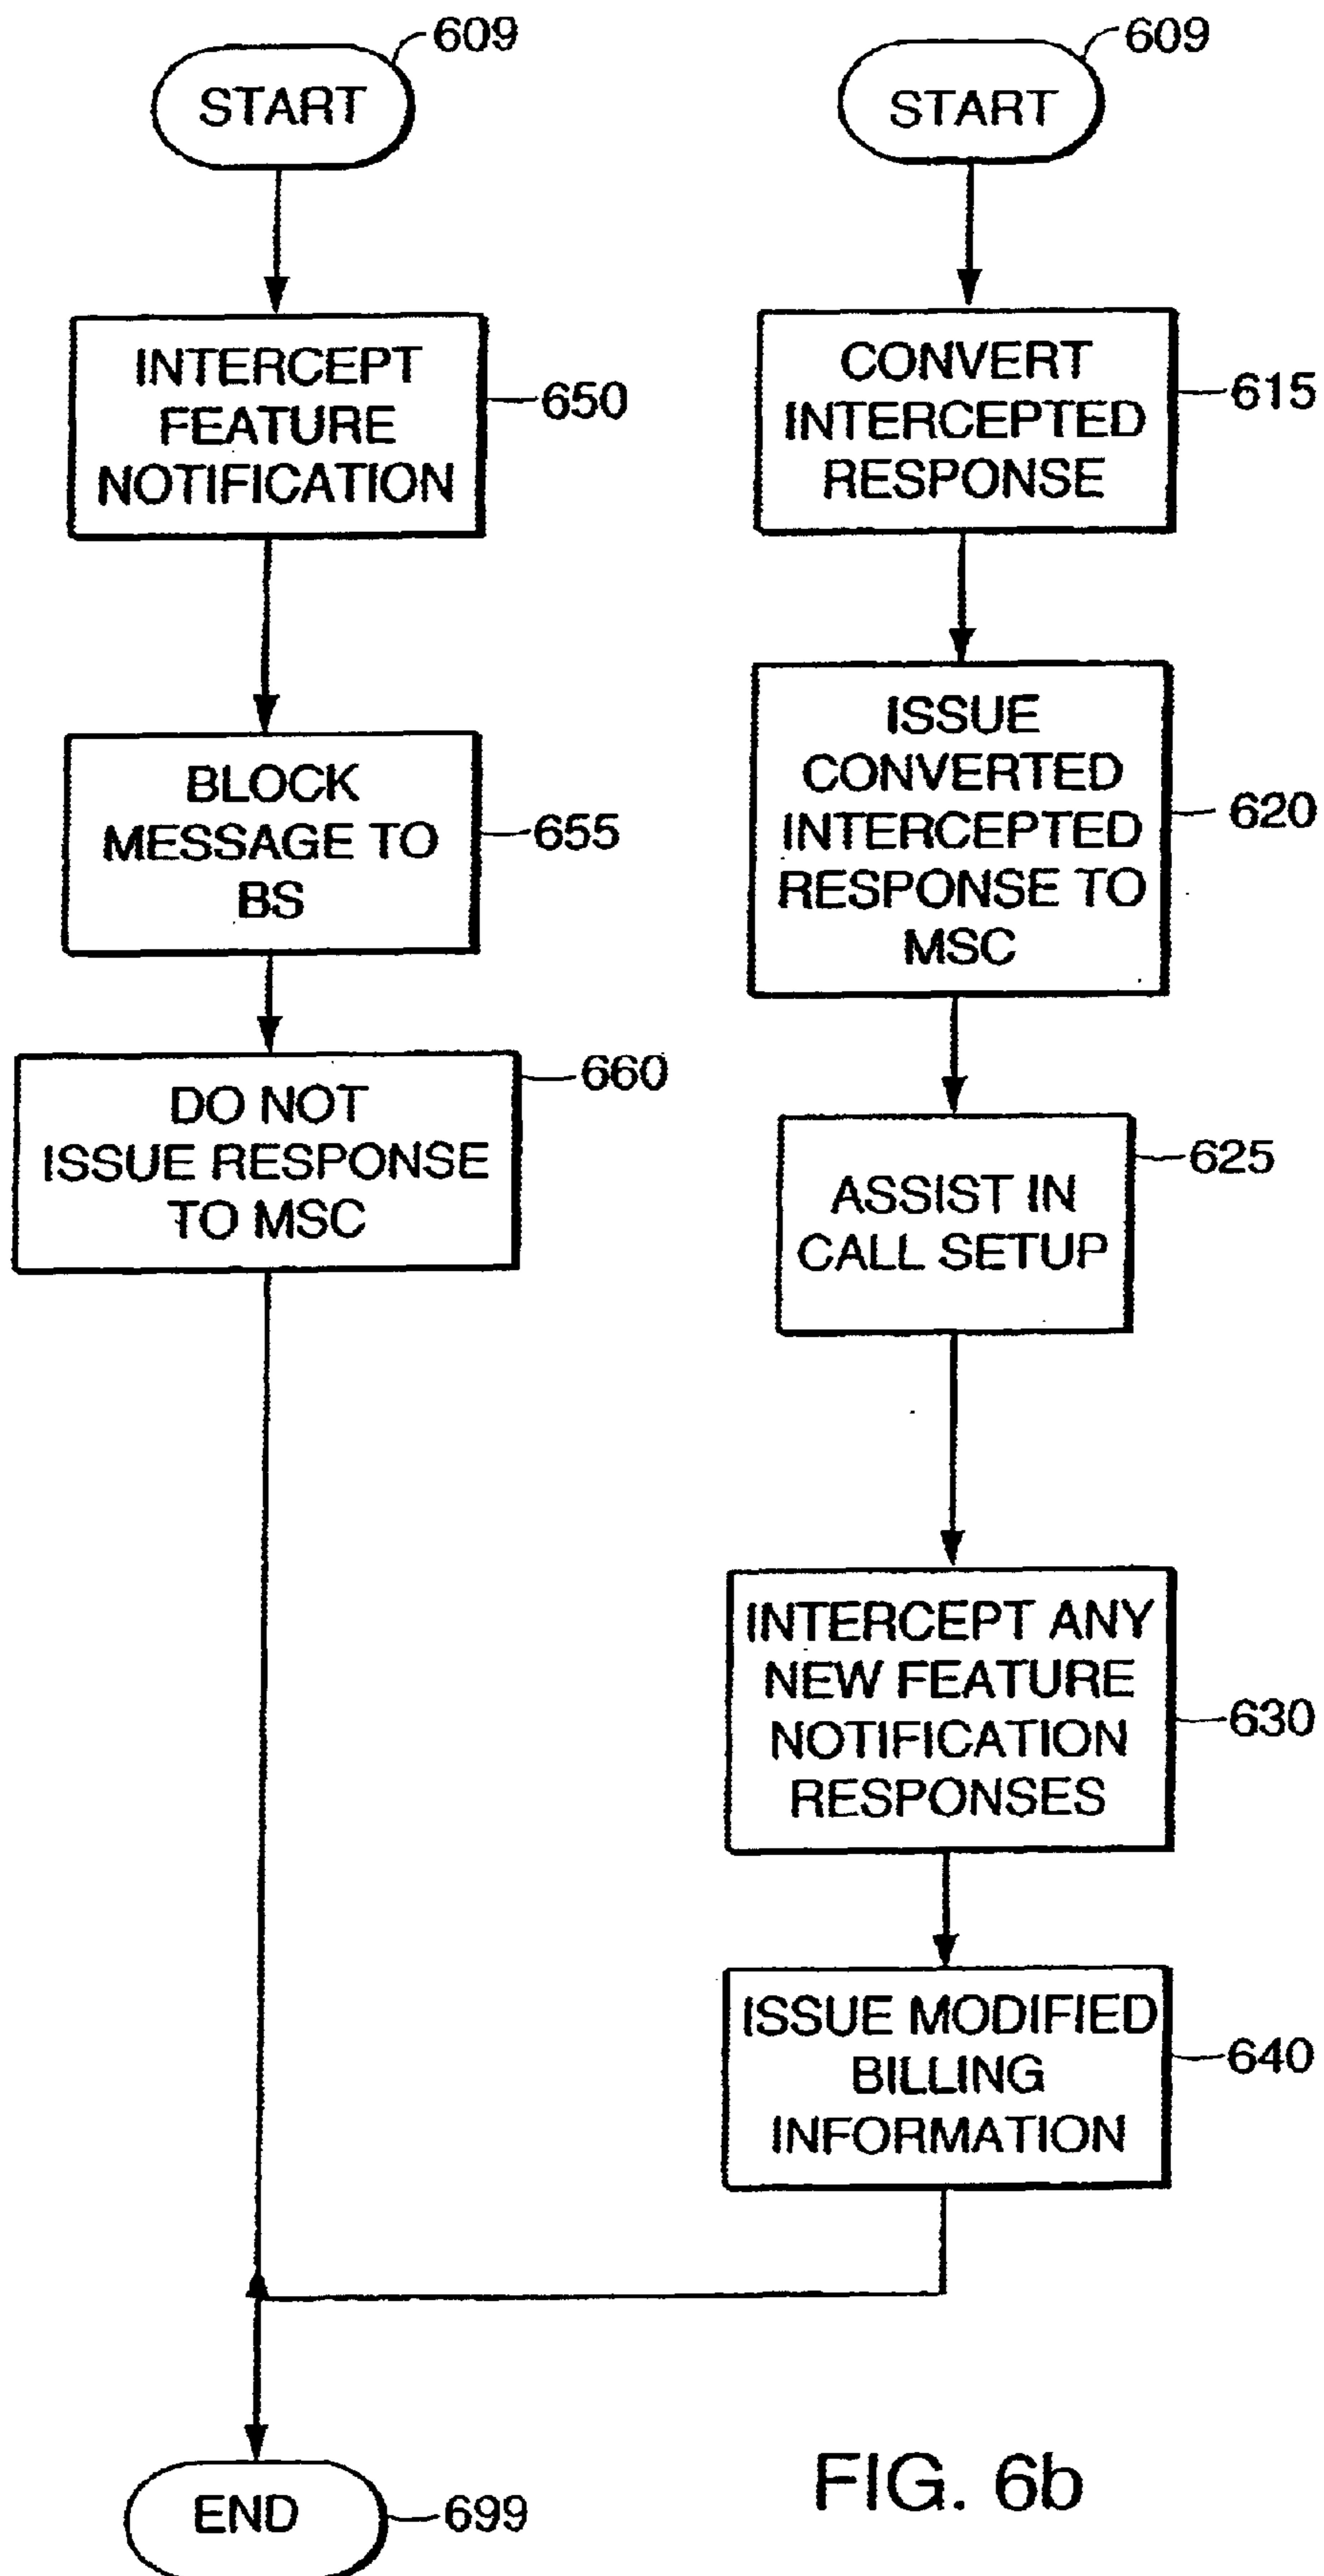 609
START
INTERCEPT
FEATURE
NOTIFICATION
650
BLOCK
MESSAGE TO
BS
655
DO NOT
ISSUE RESPONSE
TO MSC
660
609
START
CONVERT
INTERCEPTED
RESPONSE
615
ISSUE
CONVERTED
INTERCEPTED
RESPONSE TO
MSC
620
ASSIST IN
CALL SETUP
625
INTERCEPT ANY
NEW FEATURE
NOTIFICATION
RESPONSES
630
ISSUE MODIFIED
BILLING
INFORMATION
640
END
699
FIG. 6b